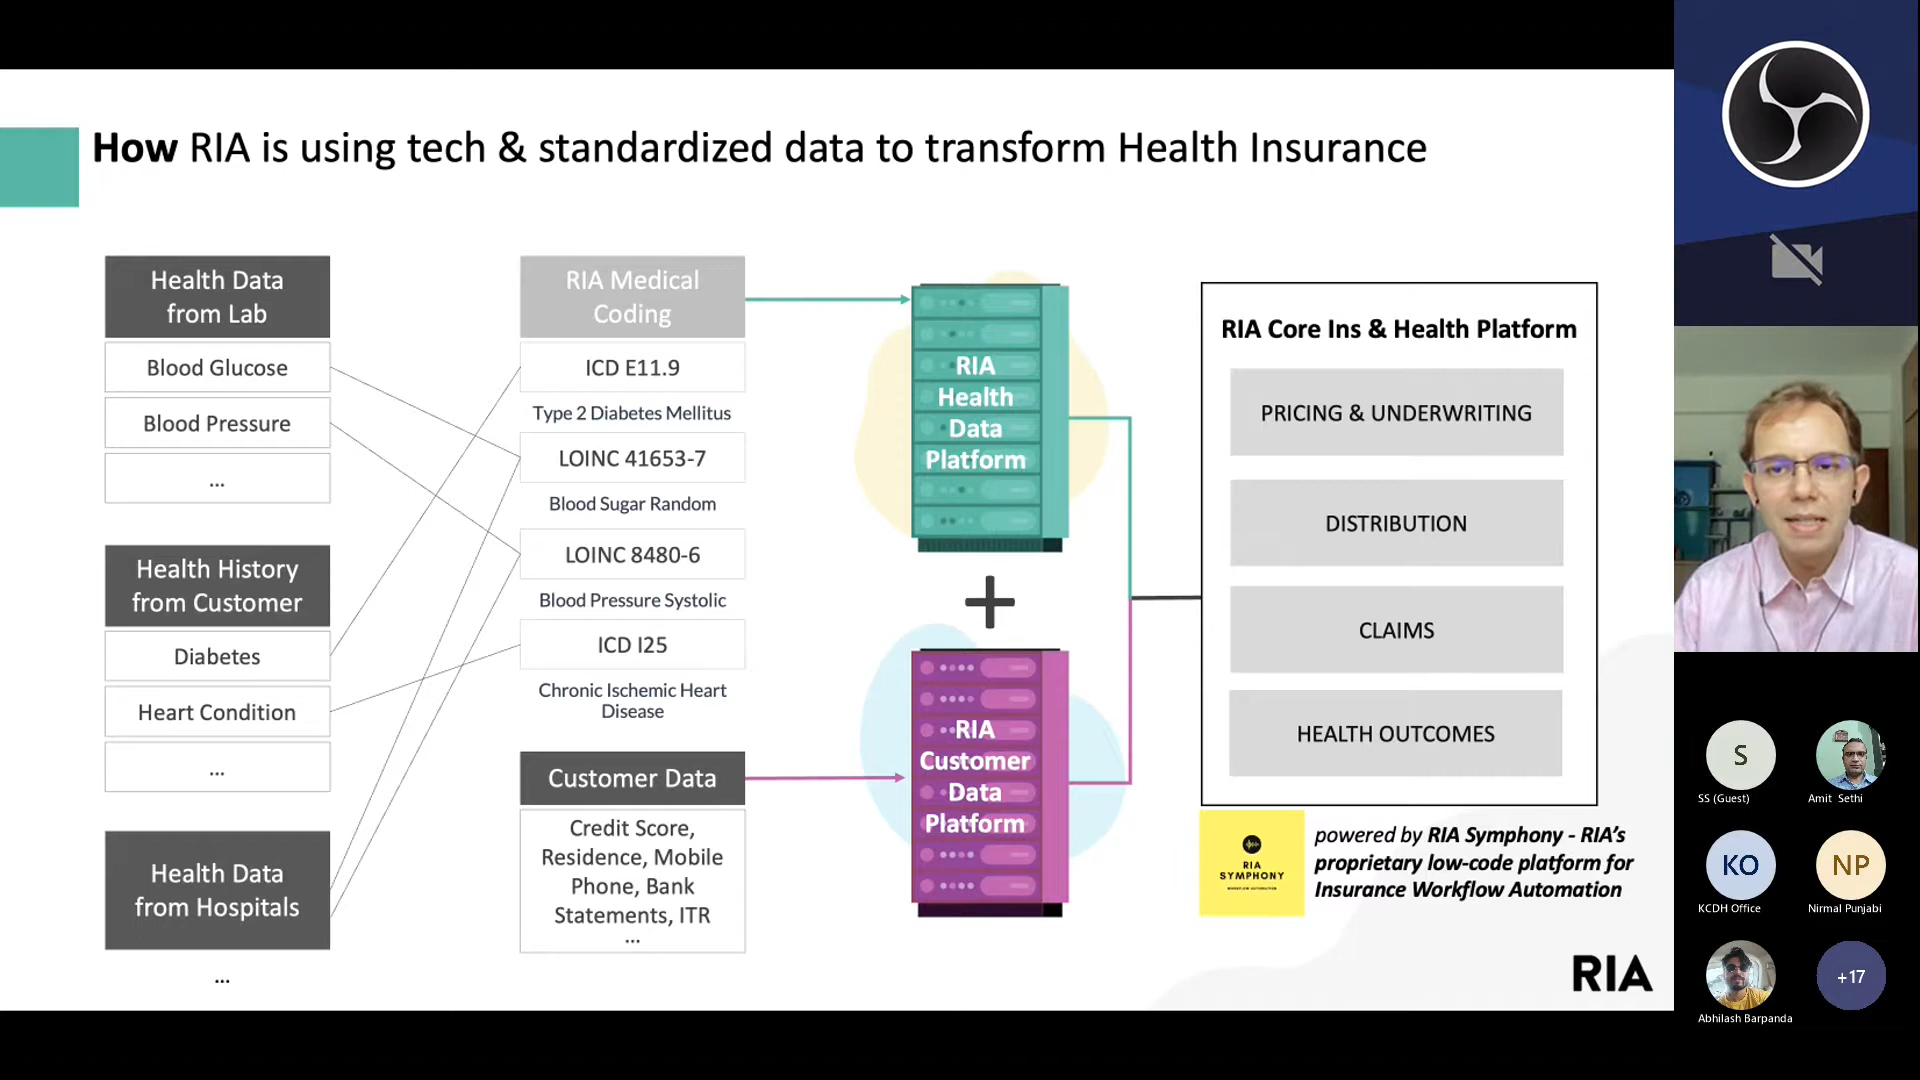 How RIA is using tech & standardized data to transform Health Insurance
Health Data
from Lab
Blood Glucose
Blood Pressure
...
Health History
from Customer
Diabetes
Heart Condition
...
Health Data
from Hospitals
...
RIA Medical
Coding
ICD E11.9
Type 2 Diabetes Mellitus
LOINC 41653-7
Blood Sugar Random
LOINC 8480-6
Blood Pressure Systolic
ICD I25
Chronic Ischemic Heart
Disease
Customer Data
Credit Score,
Residence, Mobile
Phone, Bank
Statements, ITR
...
RIA
Health
Data
Platform
+
RIA
Customer
Data
Platform
RIA Core Ins & Health Platform
PRICING & UNDERWRITING
DISTRIBUTION
CLAIMS
HEALTH OUTCOMES
RIA
SYMPHONY
WORKFLOW AUTOMATION
powered by RIA Symphony - RIA's
proprietary low-code platform for
Insurance Workflow Automation
RIA
S
SS (Guest)
Amit Sethi
KO
KCDH Office
NP
Nirmal Punjabi
Abhilash Barpanda
+17